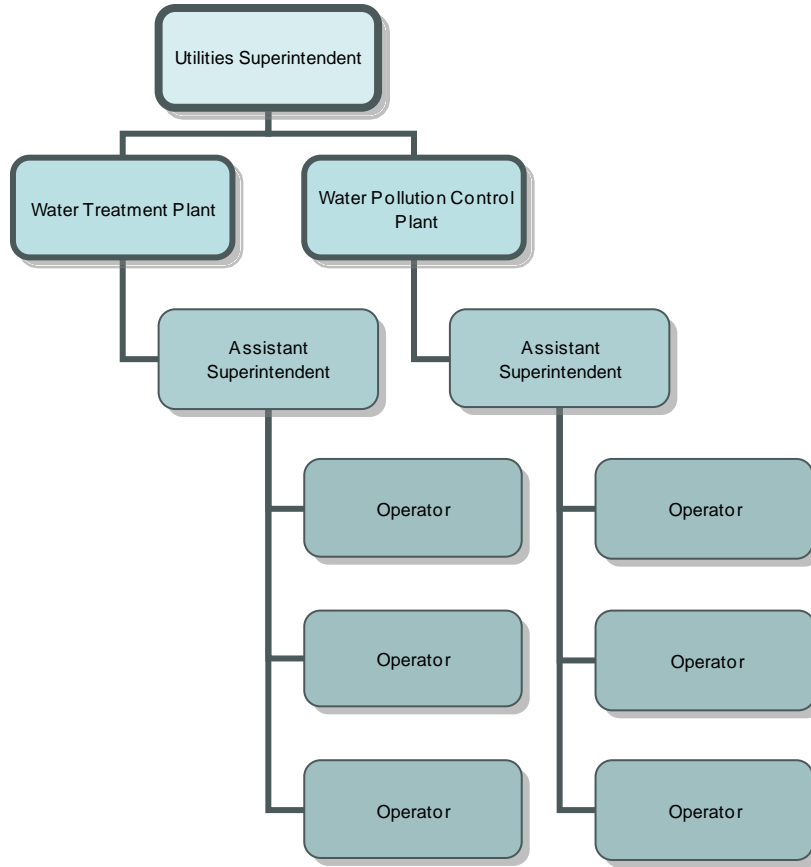 Utilities Superintendent
Water Treatment Plant
Water Pollution Control
Plant
Assistant
Superintendent
Assistant
Superintendent
Operator
Operator
Operator
Operator
Operator
Operator